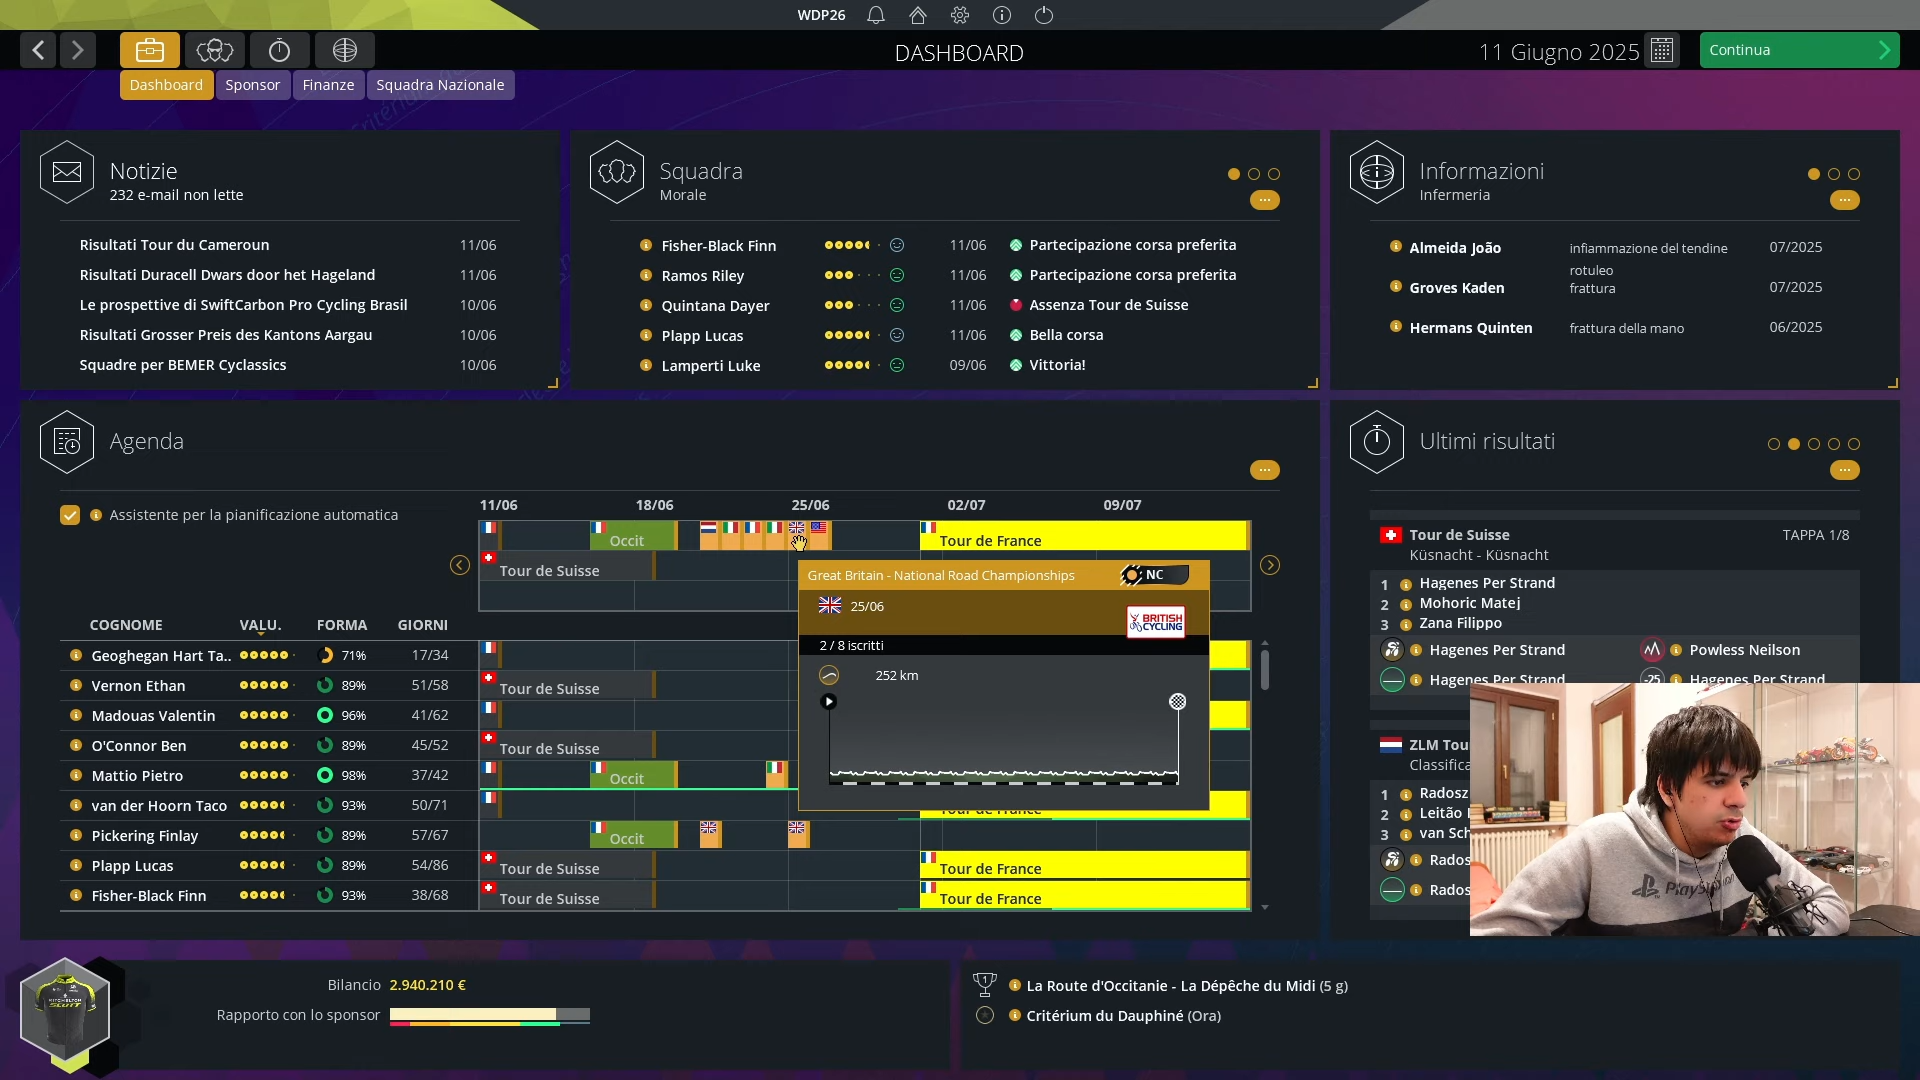 WDP26
DASHBOARD
11 Giugno 2025
Continua
Dashboard
Sponsor
Finanze
Squadra Nazionale
Notizie
232 e-mail non lette
Risultati Tour du Cameroun 11/06
Risultati Duracell Dwars door het Hageland 11/06
Le prospettive di SwiftCarbon Pro Cycling Brasil 10/06
Risultati Grosser Preis des Kantons Aargau 10/06
Squadre per BEMER Cyclassics 10/06
Squadra
Morale
Fisher-Black Finn 11/06 Partecipazione corsa preferita
Ramos Riley 11/06 Partecipazione corsa preferita
Quintana Dayer 11/06 Assenza Tour de Suisse
Plapp Lucas 11/06 Bella corsa
Lamperti Luke 09/06 Vittoria!
Informazioni
Infermeria
Almeida João infiammazione del tendine rotuleo 07/2025
Groves Kaden frattura 07/2025
Hermans Quinten frattura della mano 06/2025
Agenda
Assistente per la pianificazione automatica
11/06 18/06 25/06 02/07 09/07
Occit Tour de France
Tour de Suisse
Great Britain - National Road Championships NC
25/06
BRITISH CYCLING
2 / 8 iscritti
252 km
COGNOME VALU. FORMA GIORNI
Geoghegan Hart Ta.. 71% 17/34
Vernon Ethan 89% 51/58 Tour de Suisse
Madouas Valentin 96% 41/62
O'Connor Ben 89% 45/52 Tour de Suisse
Mattio Pietro 98% 37/42 Occit
van der Hoorn Taco 93% 50/71 Tour de France
Pickering Finlay 89% 57/67 Occit
Plapp Lucas 89% 54/86 Tour de Suisse Tour de France
Fisher-Black Finn 93% 38/68 Tour de Suisse Tour de France
Ultimi risultati
Tour de Suisse TAPPA 1/8
Küsnacht - Küsnacht
1 Hagenes Per Strand
2 Mohoric Matej
3 Zana Filippo
Hagenes Per Strand Powless Neilson
Hagenes Per Strand -25 Hagenes Per Strand
ZLM Tou
Classifica
1 Radosz
2 Leitão
3 van Sch
Rados
Rados
PlayStation
MITCHELTON
SCOTT
Bilancio 2.940.210 €
Rapporto con lo sponsor
1 La Route d'Occitanie - La Dépêche du Midi (5 g)
Critérium du Dauphiné (Ora)